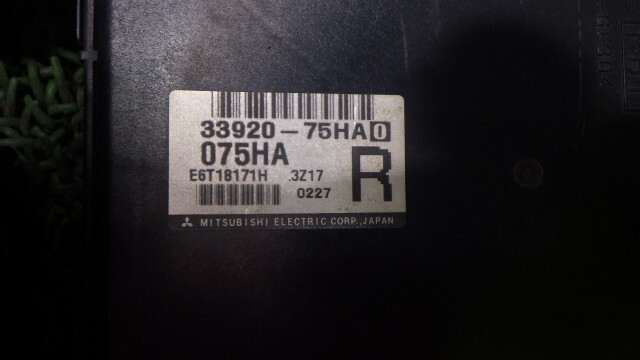 33920-75HA0
075HA
E6T18171H 3Z17
R
0227
MITSUBISHI ELECTRIC CORP., JAPAN